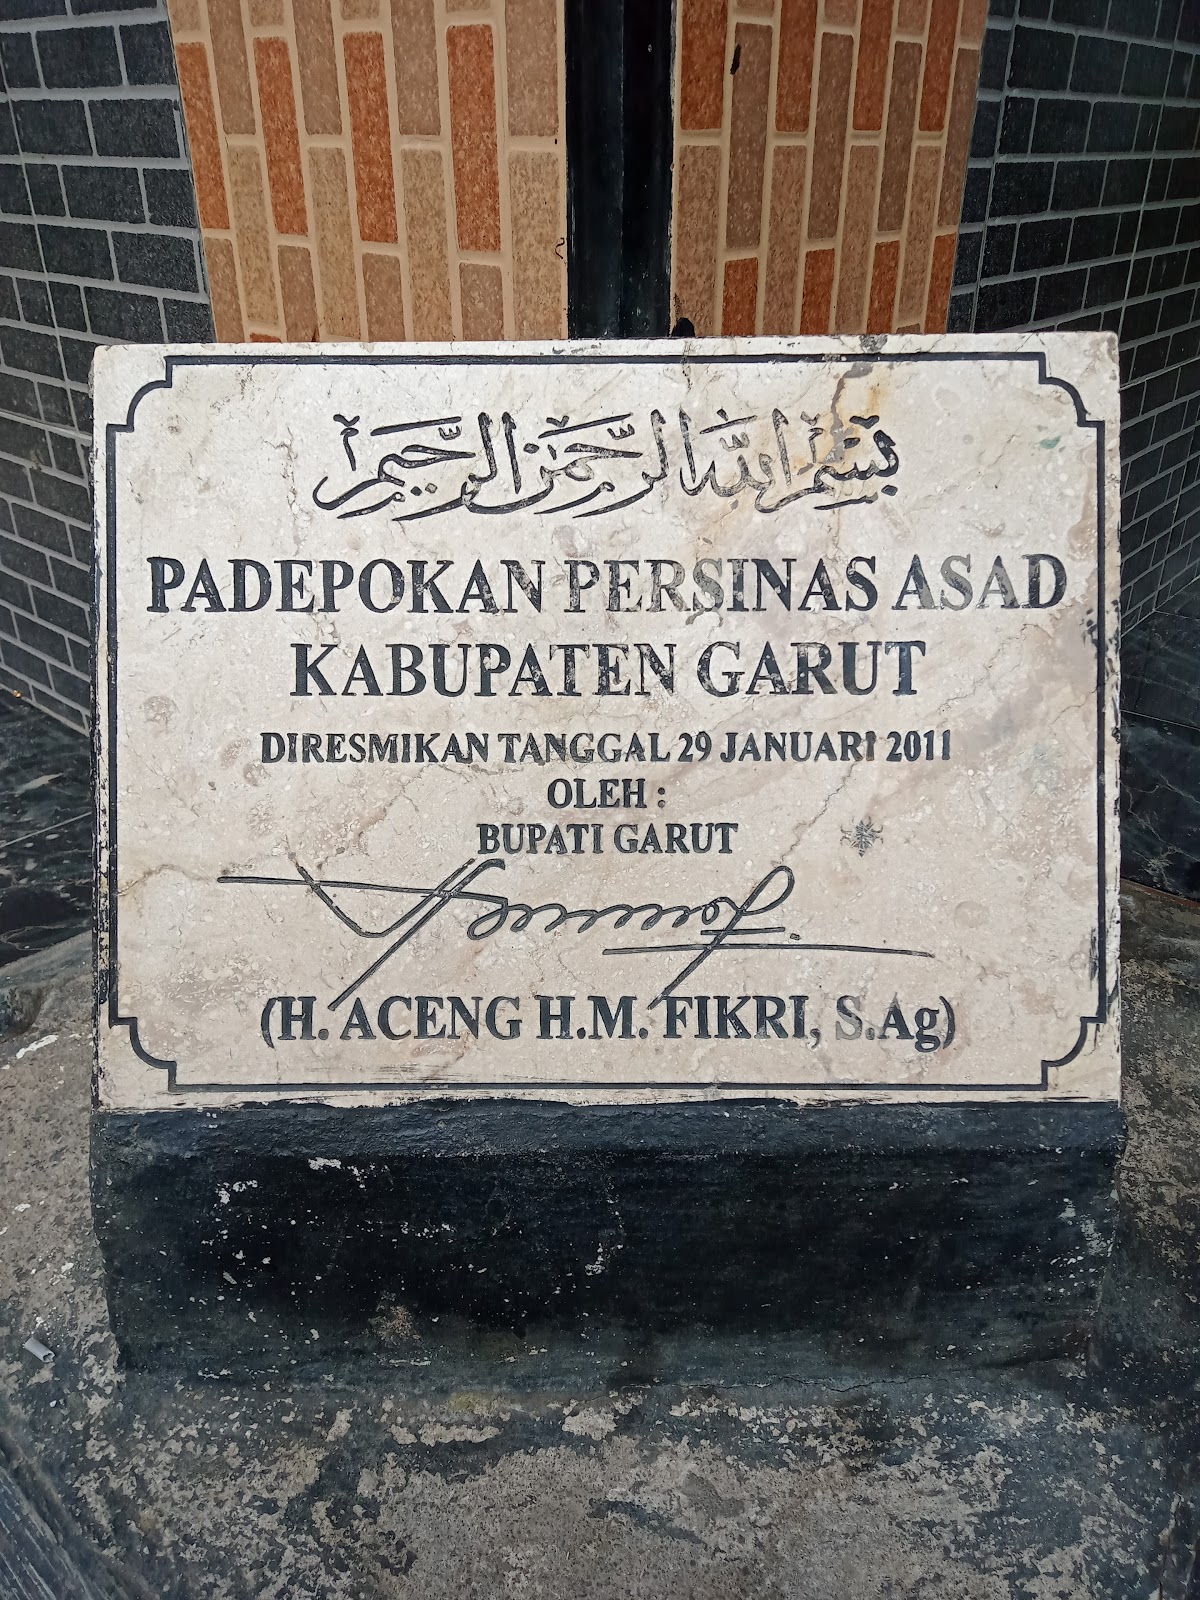 بسم الله الرحمن الرحيم
PADEPOKAN PERSINAS ASAD
KABUPATEN GARUT
DIRESMIKAN TANGGAL 29 JANUARI 2011
OLEH :
BUPATI GARUT
(H. ACENG H.M. FIKRI, S.Ag)